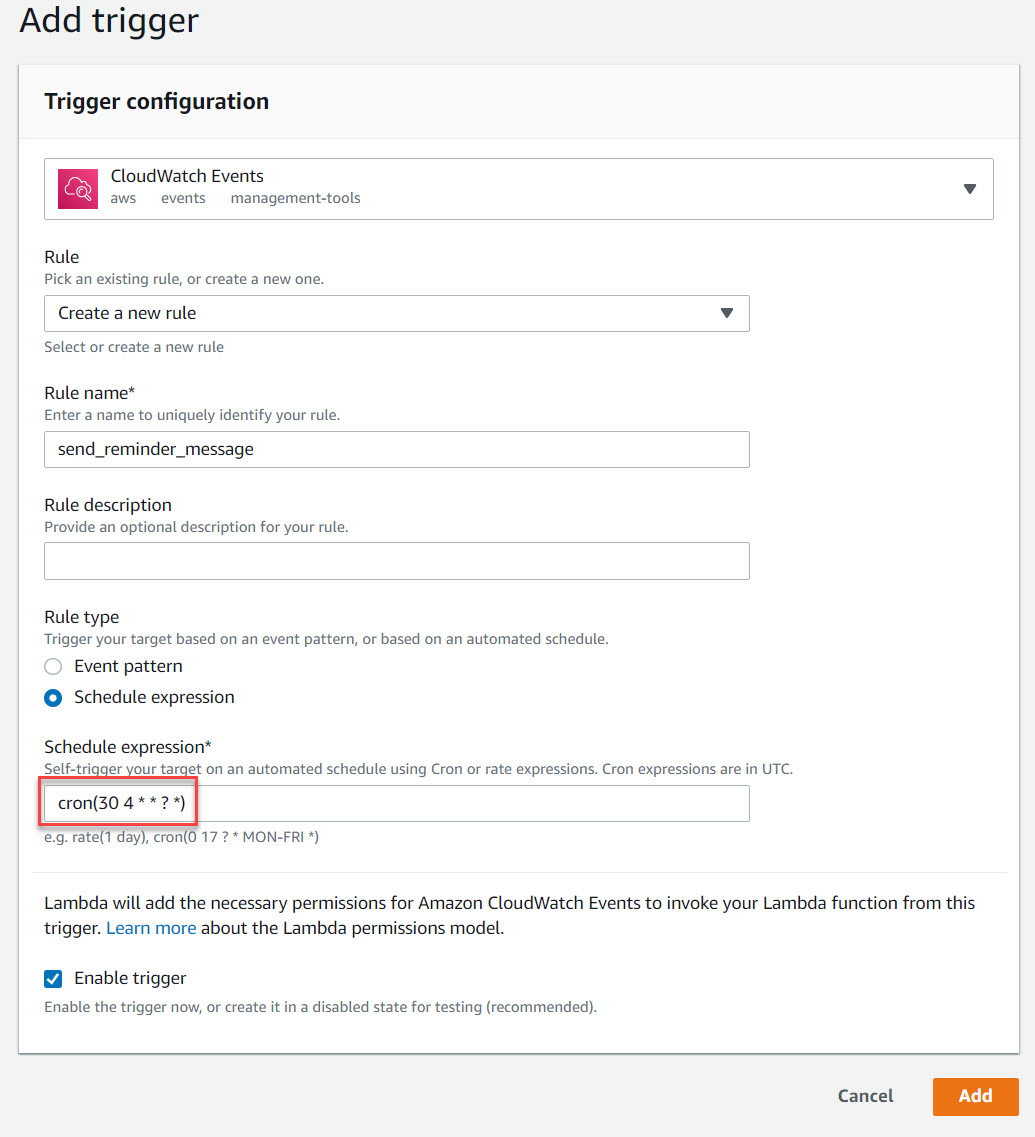 Add trigger
Trigger configuration
CloudWatch Events
aws events management-tools
Rule
Pick an existing rule, or create a new one.
Create a new rule
Select or create a new rule
Rule name*
Enter a name to uniquely identify your rule.
send_reminder_message
Rule description
Provide an optional description for your rule.
Rule type
Trigger your target based on an event pattern, or based on an automated schedule.
Event pattern
Schedule expression
Schedule expression*
Self-trigger your target on an automated schedule using Cron or rate expressions. Cron expressions are in UTC.
cron(30 4 * * ? *)
e.g. rate(1 day), cron(0 17 ? * MON-FRI *)
Lambda will add the necessary permissions for Amazon CloudWatch Events to invoke your Lambda function from this
trigger. Learn more about the Lambda permissions model.
Enable trigger
Enable the trigger now, or create it in a disabled state for testing (recommended).
Cancel Add